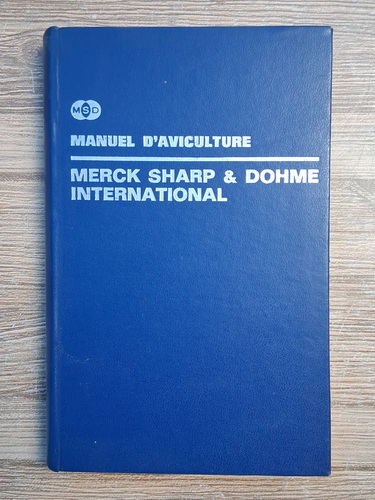 MSD
MANUEL D'AVICULTURE
MERCK SHARP & DOHME
INTERNATIONAL